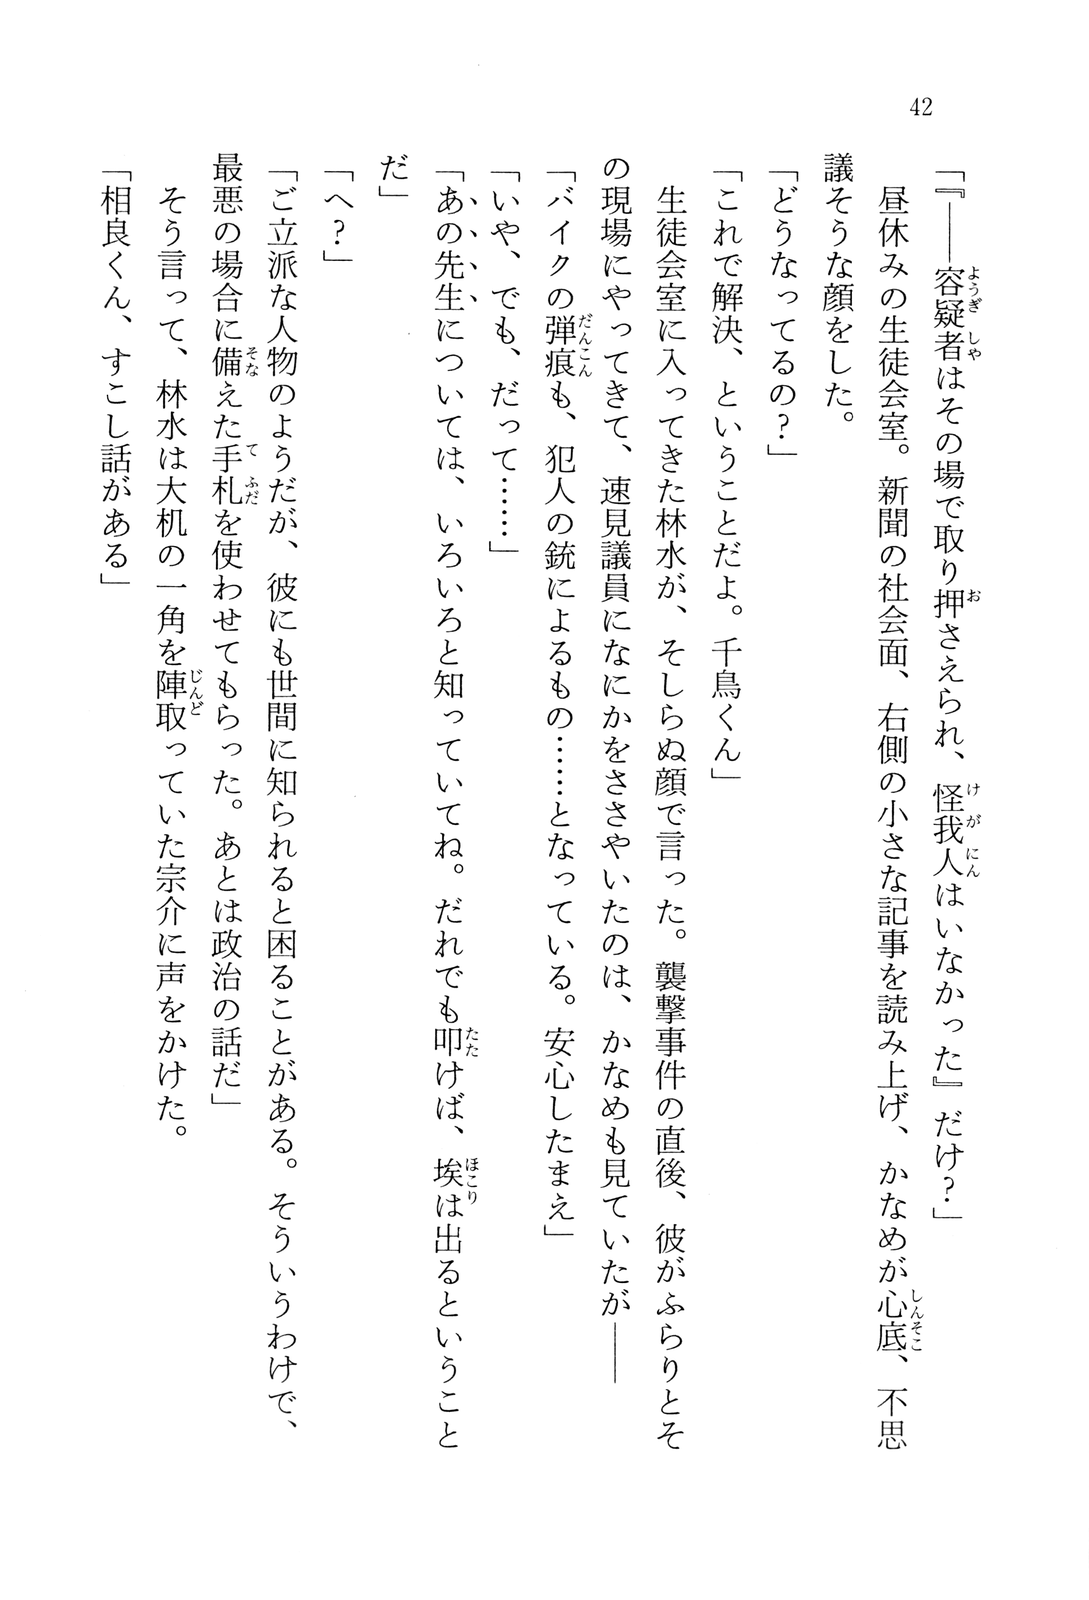 42
「『――容疑者はその場で取り押さえられ、怪我人はいなかった』だけ?」
　昼休みの生徒会室。新聞の社会面、右側の小さな記事を読み上げ、かなめが心底、不思
議そうな顔をした。
「どうなってるの?」
「これで解決、ということだよ。千鳥くん」
　生徒会室に入ってきた林水が、そしらぬ顔で言った。襲撃事件の直後、彼がふらりとそ
の現場にやってきて、速見議員になにかをささやいたのは、かなめも見ていたが――
「バイクの弾痕も、犯人の銃によるもの……となっている。安心したまえ」
「いや、でも、だって……」
「あの先生については、いろいろと知っていてね。だれでも叩けば、埃は出るということ
だ」
「へ?」
「ご立派な人物のようだが、彼にも世間に知られると困ることがある。そういうわけで、
最悪の場合に備えた手札を使わせてもらった。あとは政治の話だ」
　そう言って、林水は大机の一角を陣取っていた宗介に声をかけた。
「相良くん、すこし話がある」